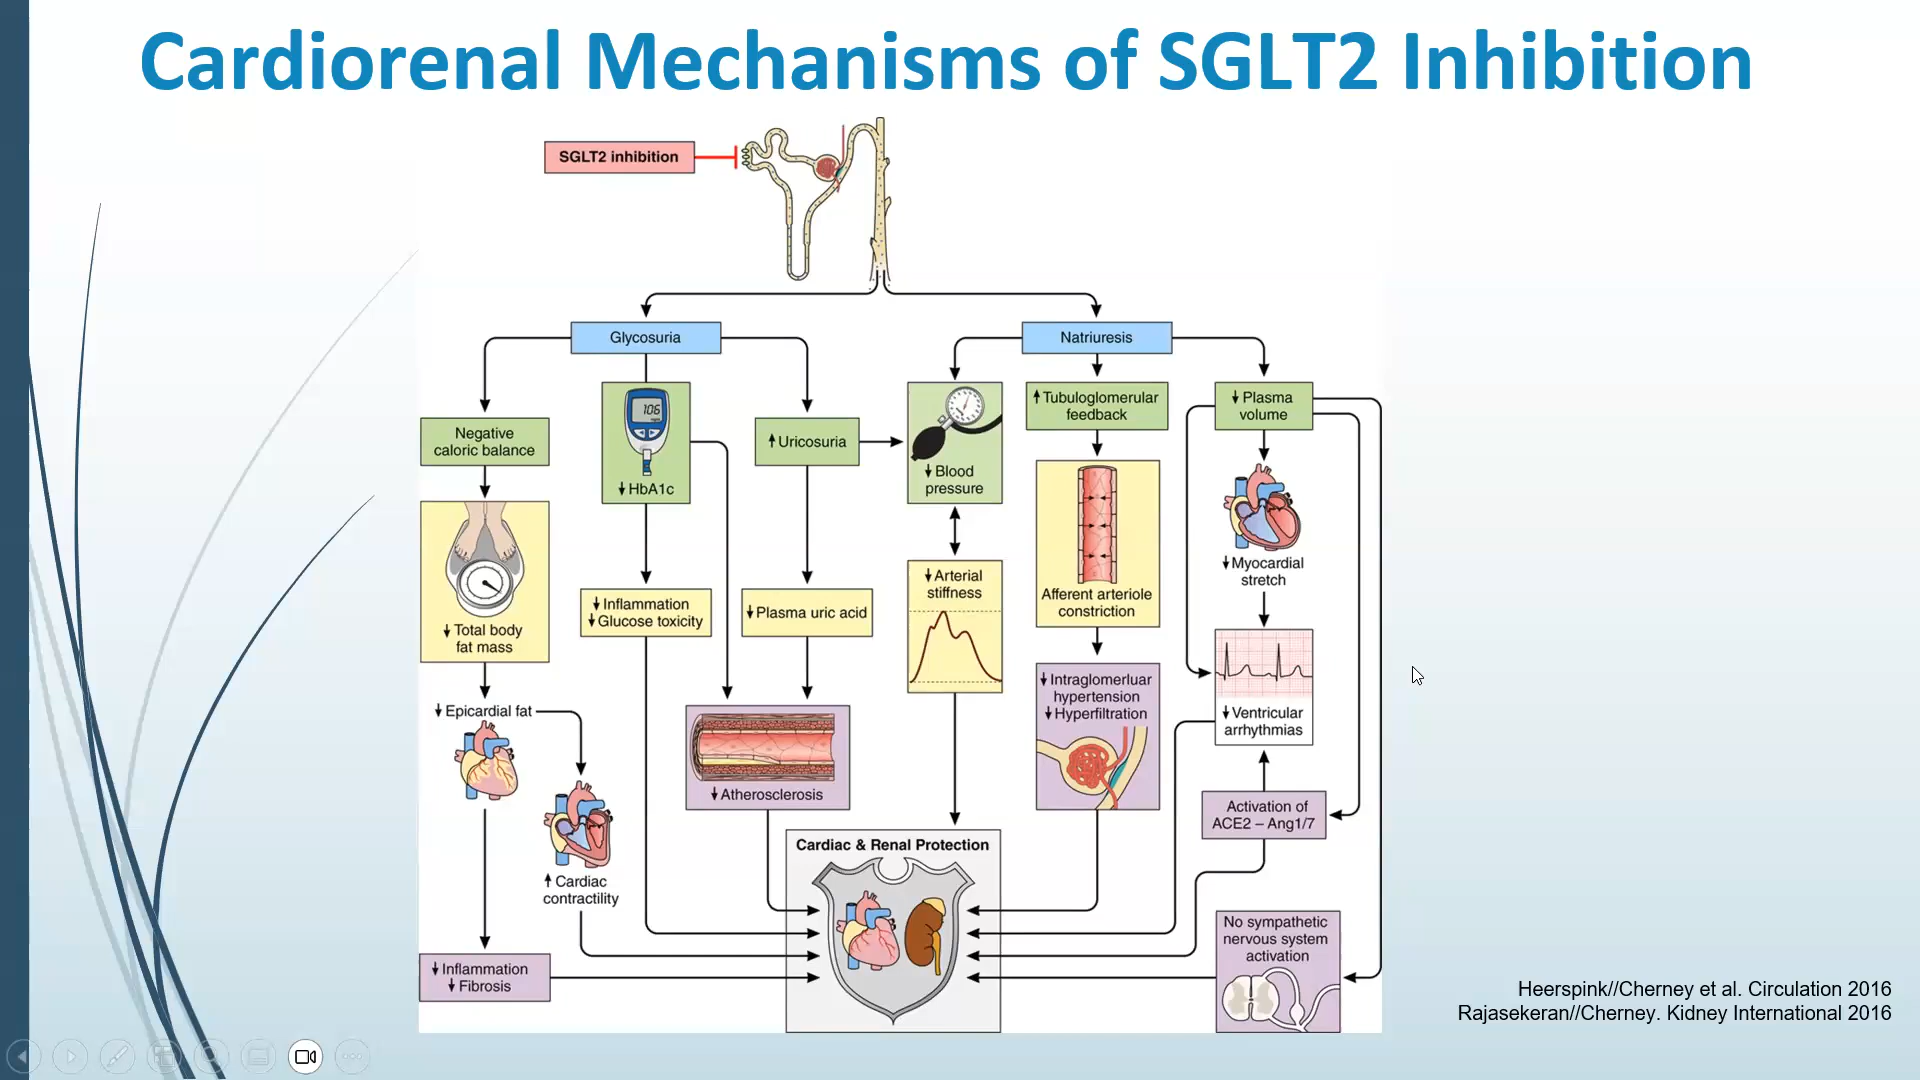 Cardiorenal Mechanisms of SGLT2 Inhibition
SGLT2 inhibition
Glycosuria
Natriuresis
Negative
caloric balance
106
↓ HbA1c
↑ Uricosuria
↓ Blood
pressure
↑ Tubuloglomerular
feedback
↓ Plasma
volume
↓ Total body
fat mass
↓ Inflammation
↓ Glucose toxicity
↓ Plasma uric acid
↓ Arterial
stiffness
Afferent arteriole
constriction
↓ Myocardial
stretch
↓ Epicardial fat
↓ Atherosclerosis
↓ Intraglomerluar
hypertension
↓ Hyperfiltration
↓ Ventricular
arrhythmias
↑ Cardiac
contractility
Cardiac & Renal Protection
Activation of
ACE2 – Ang1/7
↓ Inflammation
↓ Fibrosis
No sympathetic
nervous system
activation
Heerspink//Cherney et al. Circulation 2016
Rajasekeran//Cherney. Kidney International 2016